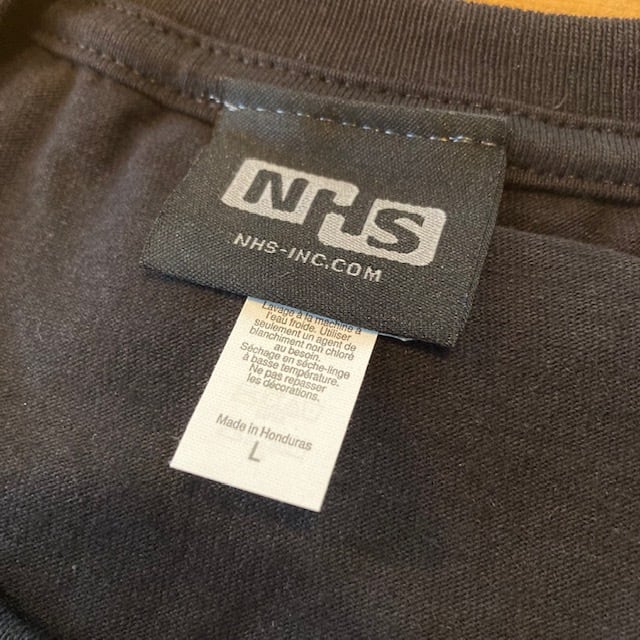 NHS
NHS-INC.COM
Lavage à la machine à
l'eau froide. Utiliser
seulement un agent de
blanchiment non chloré
au besoin.
Séchage en sèche-linge
à basse température.
Ne pas repasser
les décorations.
Made in Honduras
L